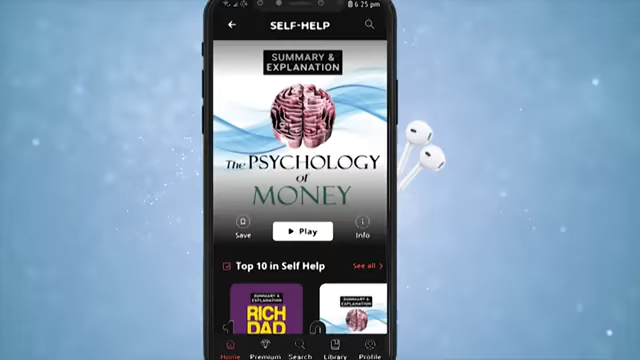 6:25 pm
SELF-HELP
SUMMARY &
EXPLANATION
The PSYCHOLOGY
of
MONEY
Save
Play
Info
Top 10 in Self Help
See all
SUMMARY &
EXPLANATION
RICH
DAD
SUMMARY &
EXPLANATION
Home
Premium
Search
Library
Profile